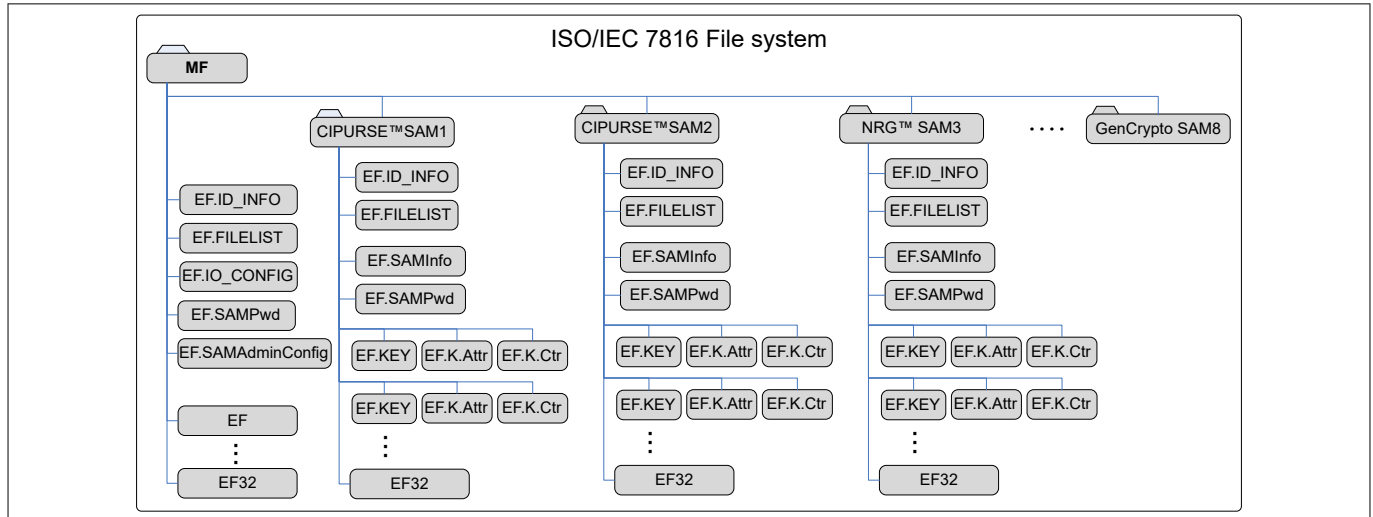 ISO/IEC 7816 File system
MF
CIPURSE™SAM1
CIPURSE™SAM2
NRG™ SAM3
....
GenCrypto SAM8
EF.ID_INFO
EF.FILELIST
EF.IO_CONFIG
EF.SAMPwd
EF.SAMAdminConfig
EF
EF32
EF.ID_INFO
EF.FILELIST
EF.SAMInfo
EF.SAMPwd
EF.KEY EF.K.Attr EF.K.Ctr
EF.KEY EF.K.Attr EF.K.Ctr
EF32
EF.ID_INFO
EF.FILELIST
EF.SAMInfo
EF.SAMPwd
EF.KEY EF.K.Attr EF.K.Ctr
EF.KEY EF.K.Attr EF.K.Ctr
EF32
EF.ID_INFO
EF.FILELIST
EF.SAMInfo
EF.SAMPwd
EF.KEY EF.K.Attr EF.K.Ctr
EF.KEY EF.K.Attr EF.K.Ctr
EF32